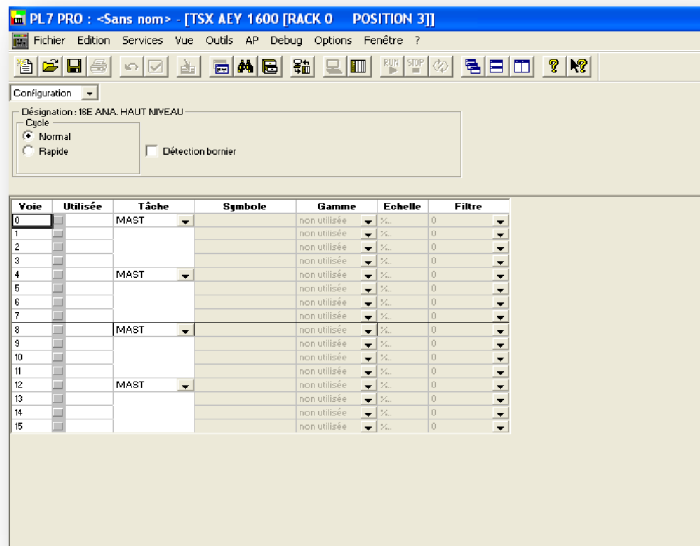 PL7 PRO : <Sans nom> - [TSX AEY 1600 [RACK 0 POSITION 3]]
Fichier Edition Services Vue Outils AP Debug Options Fenêtre ?
RUN STOP
Configuration
Désignation : 16E ANA. HAUT NIVEAU
Cycle
Normal
Rapide Détection bornier
Voie Utilisée Tâche Symbole Gamme Echelle Filtre
0 MAST non utilisée %.. 0
1 non utilisée %.. 0
2 non utilisée %.. 0
3 non utilisée %.. 0
4 MAST non utilisée %.. 0
5 non utilisée %.. 0
6 non utilisée %.. 0
7 non utilisée %.. 0
8 MAST non utilisée %.. 0
9 non utilisée %.. 0
10 non utilisée %.. 0
11 non utilisée %.. 0
12 MAST non utilisée %.. 0
13 non utilisée %.. 0
14 non utilisée %.. 0
15 non utilisée %.. 0